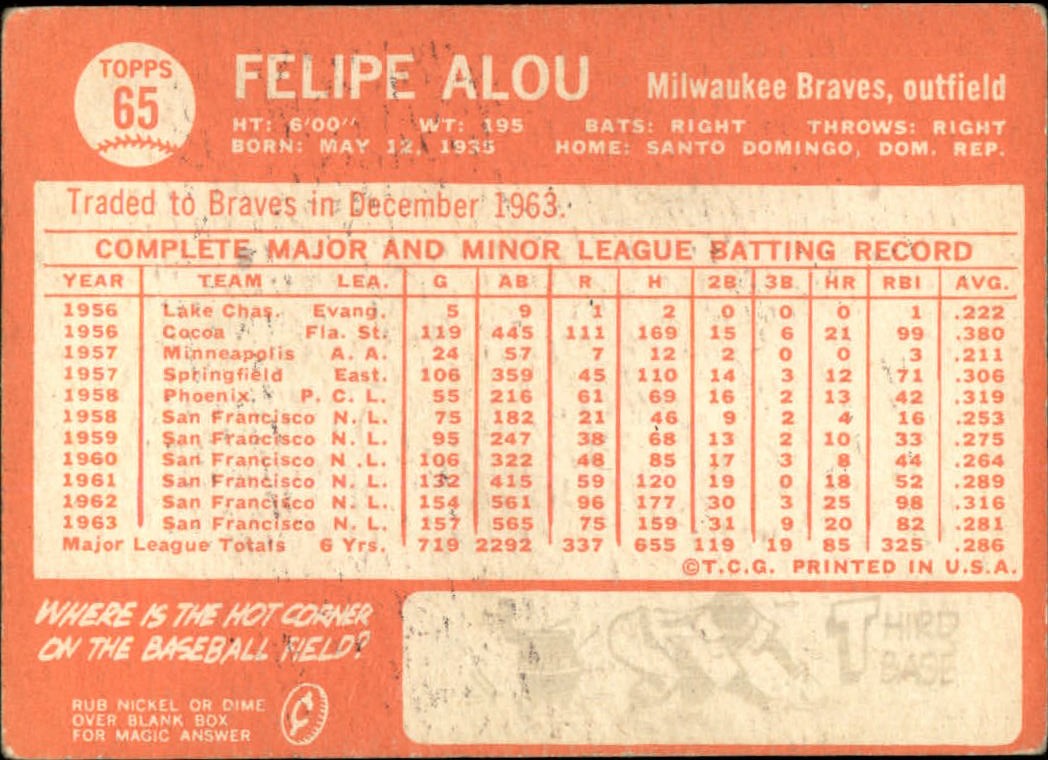 TOPPS
65
FELIPE ALOU
Milwaukee Braves, outfield
HT: 6'00" WT: 195 BATS: RIGHT THROWS: RIGHT
BORN: MAY 12, 1935 HOME: SANTO DOMINGO, DOM. REP.
Traded to Braves in December 1963.
COMPLETE MAJOR AND MINOR LEAGUE BATTING RECORD
YEAR TEAM LEA. G AB R H 2B 3B HR RBI AVG.
1956 Lake Chas. Evang. 5 9 1 2 0 0 0 1 .222
1956 Cocoa Fla. St. 119 445 111 169 15 6 21 99 .380
1957 Minneapolis A. A. 24 57 7 12 2 0 0 3 .211
1957 Springfield East. 106 359 45 110 14 3 12 71 .306
1958 Phoenix P. C. L. 55 216 61 69 16 2 13 42 .319
1958 San Francisco N. L. 75 182 21 46 9 2 4 16 .253
1959 San Francisco N. L. 95 247 38 68 13 2 10 33 .275
1960 San Francisco N. L. 106 322 48 85 17 3 8 44 .264
1961 San Francisco N. L. 132 415 59 120 19 0 18 52 .289
1962 San Francisco N. L. 154 561 96 177 30 3 25 98 .316
1963 San Francisco N. L. 157 565 75 159 31 9 20 82 .281
Major League Totals 6 Yrs. 719 2292 337 655 119 19 85 325 .286
©T.C.G. PRINTED IN U.S.A.
WHERE IS THE HOT CORNER
ON THE BASEBALL FIELD?
RUB NICKEL OR DIME
OVER BLANK BOX
FOR MAGIC ANSWER
THIRD
BASE